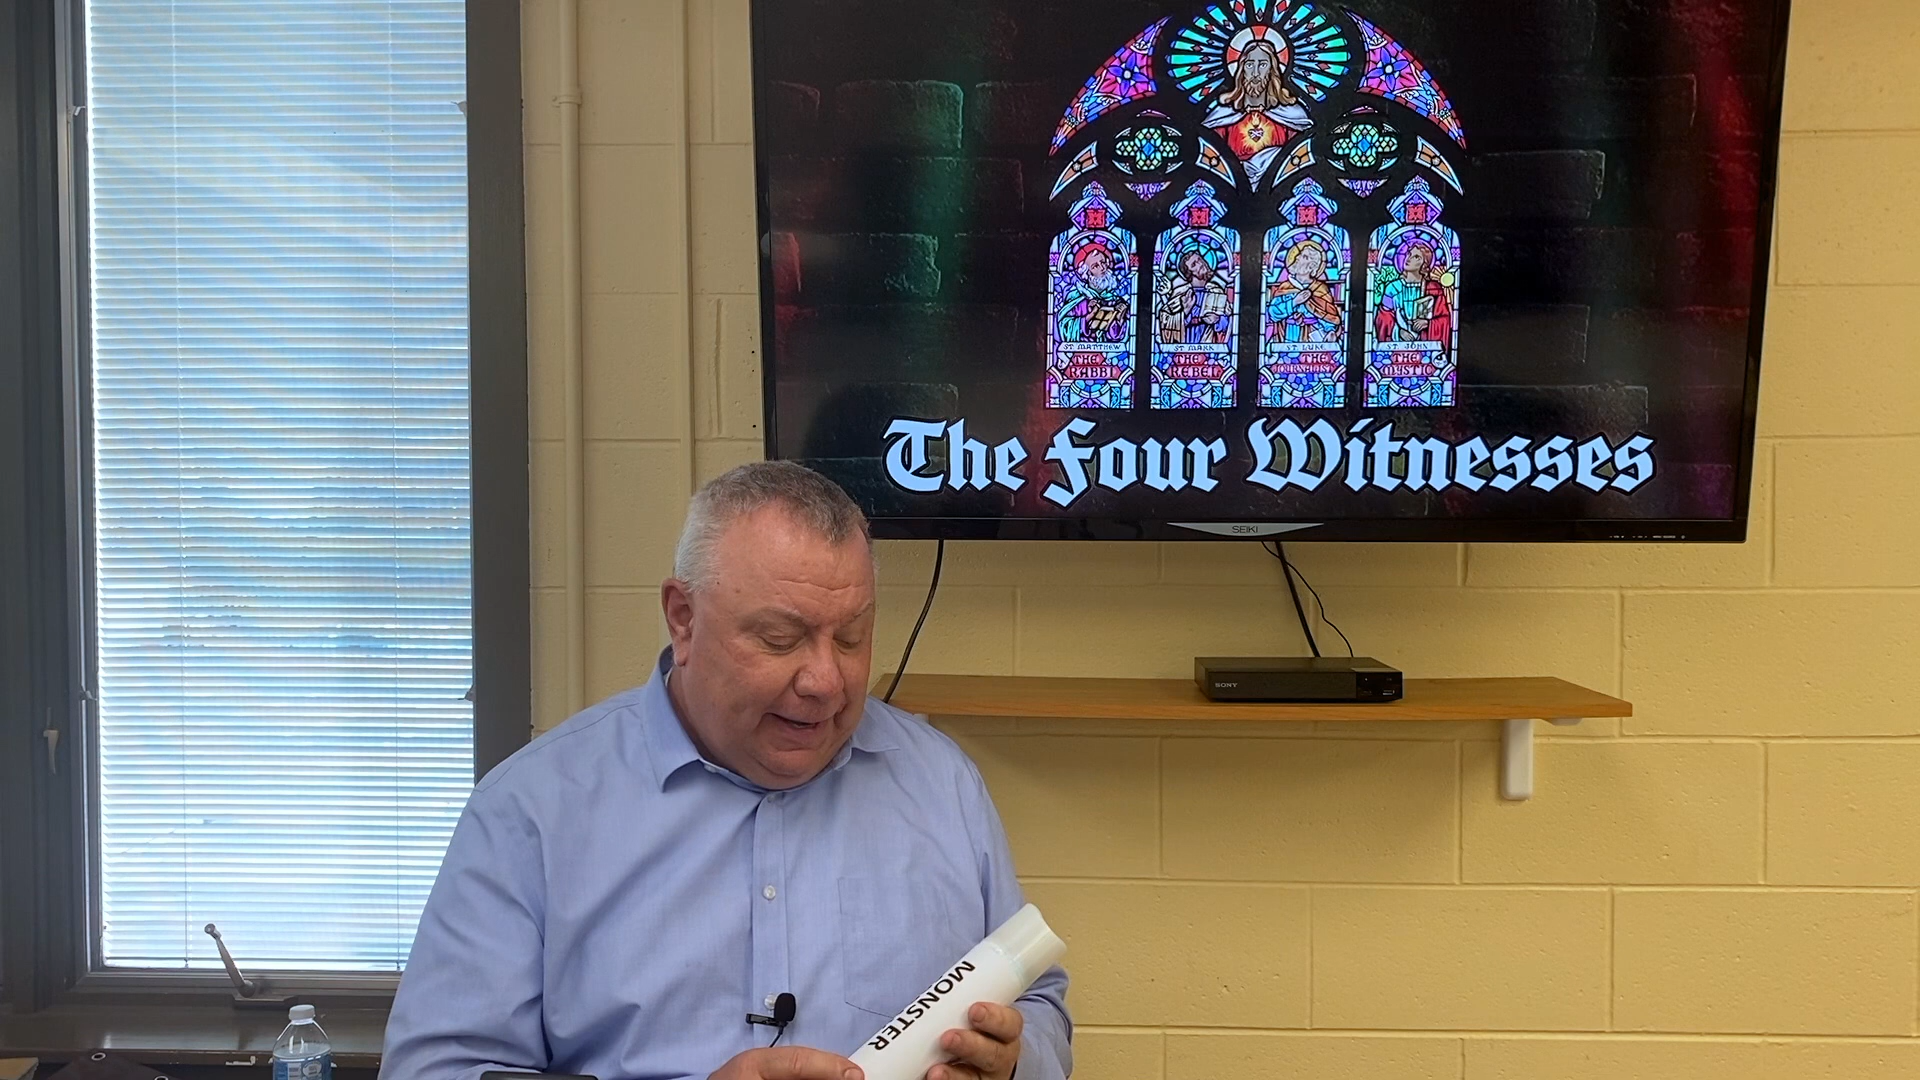 ST. MATTHEW
THE
RABBI
ST. MARK
THE
REBEL
ST. LUKE
THE
JOURNALIST
ST. JOHN
THE
MYSTIC
The Four Witnesses
SEIKI
SONY
MONSTER